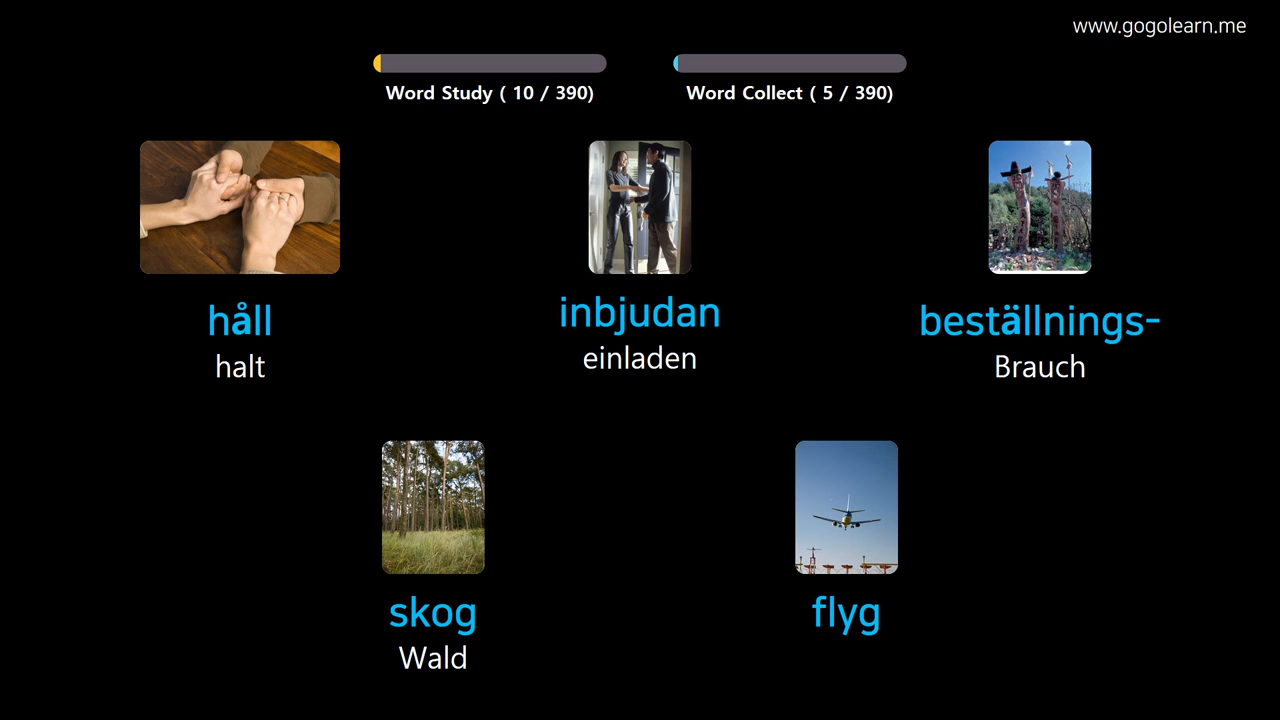 www.gogolearn.me
Word Study ( 10 / 390)
Word Collect ( 5 / 390)
håll
halt
inbjudan
einladen
beställnings-
Brauch
skog
Wald
flyg